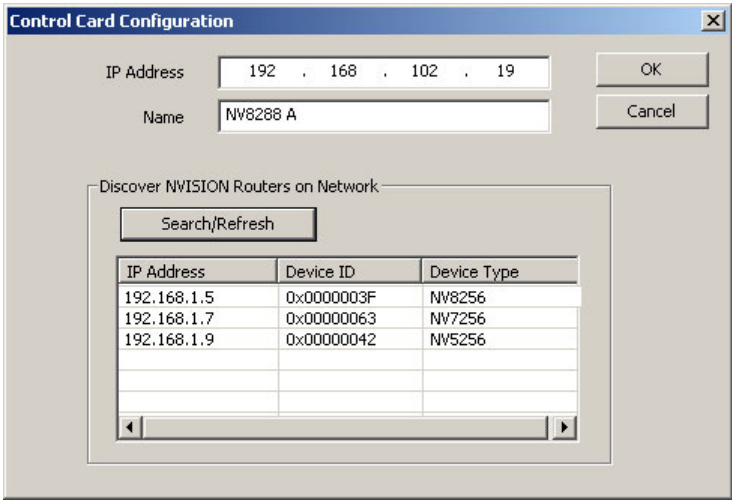 Control Card Configuration
IP Address 192 . 168 . 102 . 19 OK
Name NV8288 A Cancel
Discover NVISION Routers on Network
Search/Refresh
IP Address Device ID Device Type
192.168.1.5 0x0000003F NV8256
192.168.1.7 0x00000063 NV7256
192.168.1.9 0x00000042 NV5256